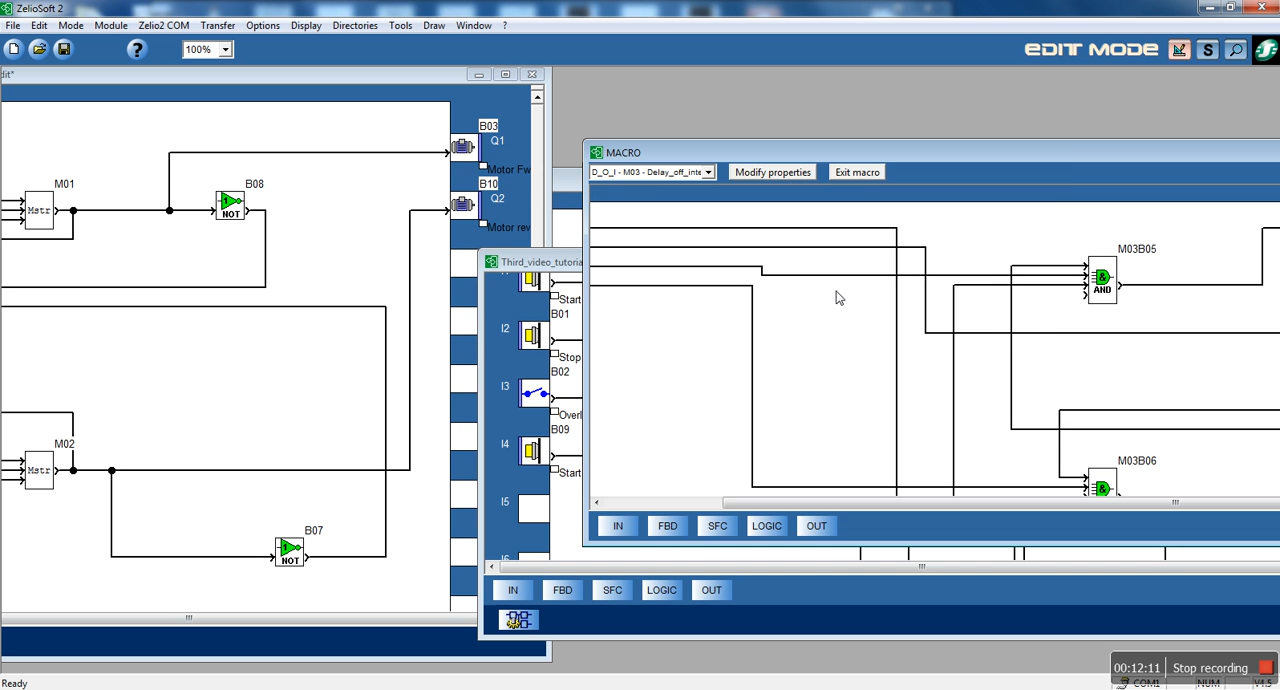 ZelioSoft 2
File Edit Mode Module Zelio2 COM Transfer Options Display Directories Tools Draw Window ?
100%
EDIT MODE
S
dit*
B03
Q1
Motor Fw
B10
Q2
Motor rev
M01
Mstr
B08
1
NOT
M02
Mstr
B07
1
NOT
Third_video_tutoria
Start
B01
I2
Stop
B02
I3
Overl
B09
I4
Start
I5
I6
IN FBD SFC LOGIC OUT
MACRO
D_O_I - M03 - Delay_off_inte
Modify properties
Exit macro
M03B05
&
AND
M03B06
&
IN FBD SFC LOGIC OUT
00:12:11 Stop recording
Ready
COM1 NUM V4.5